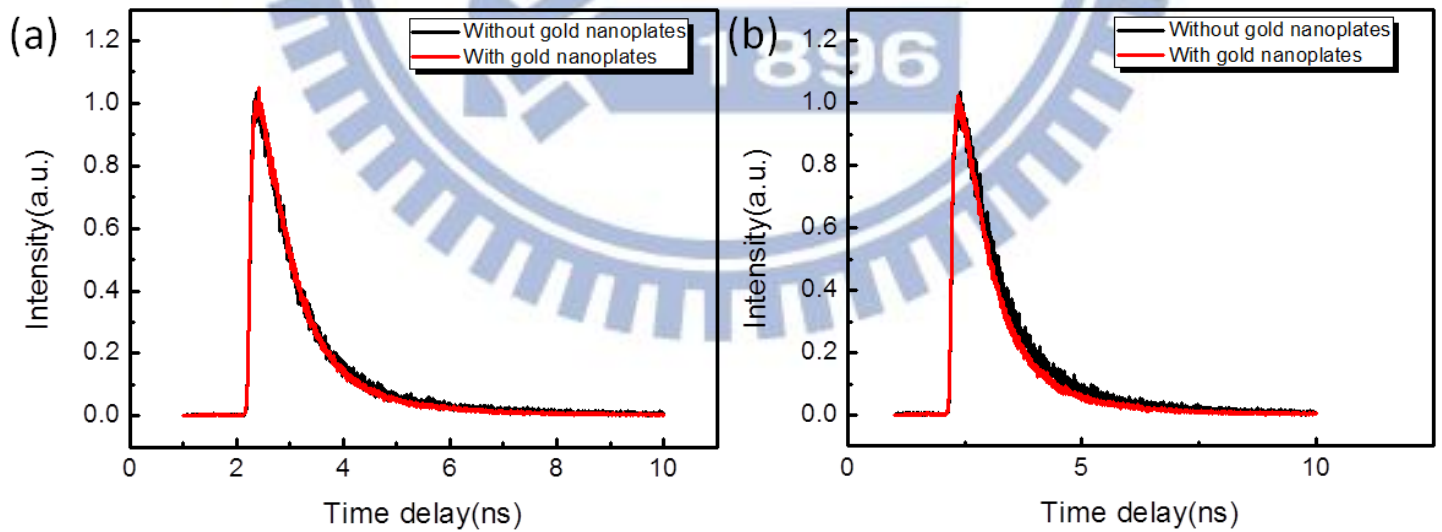 (a)
Without gold nanoplates
With gold nanoplates
1.2
1.0
0.8
0.6
0.4
0.2
0.0
0
2
4
6
8
10
Intensity(a.u.)
Time delay(ns)
(b)
1896
Without gold nanoplates
With gold nanoplates
1.2
1.0
0.8
0.6
0.4
0.2
0.0
0
5
10
Intensity(a.u.)
Time delay(ns)